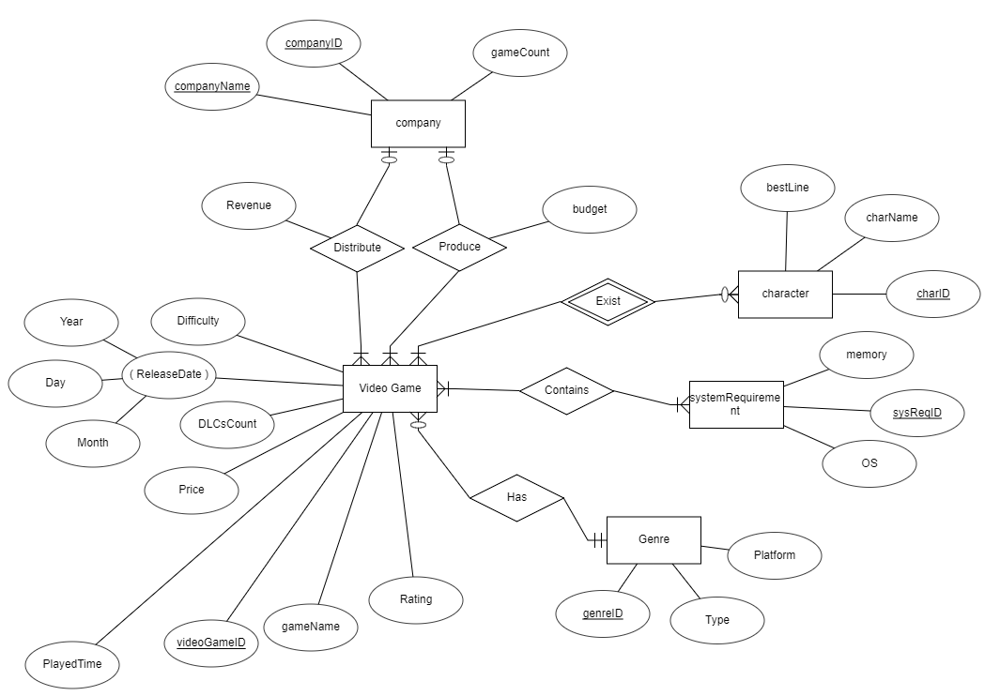 companyID
gameCount
companyName
company
bestLine
Revenue
budget
charName
Distribute
Produce
Exist
character
charID
Year
Difficulty
memory
( ReleaseDate )
Day
Video Game
Contains
systemRequireme
nt
sysReqID
DLCsCount
Month
OS
Price
Has
Genre
Platform
Rating
genreID
Type
gameName
videoGameID
PlayedTime